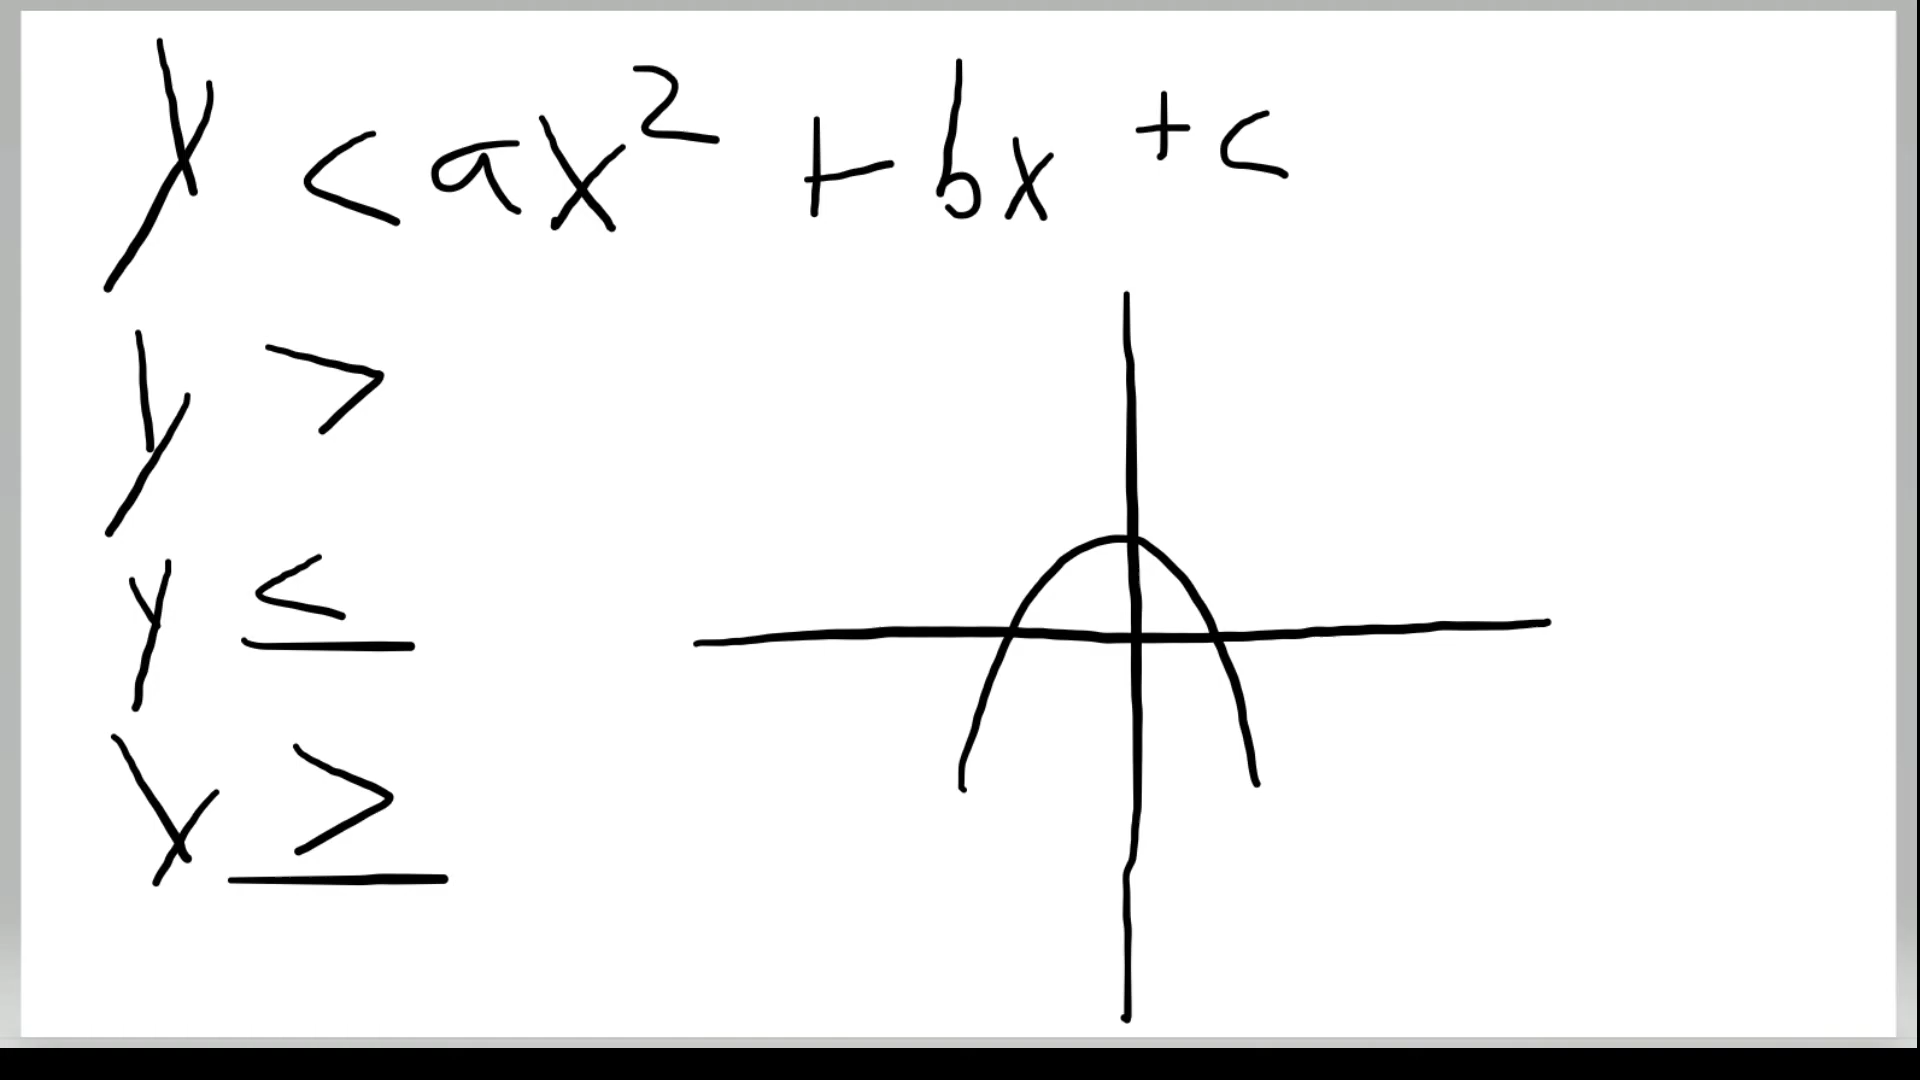 y < ax² + bx + c
y >
y ≤
y ≥